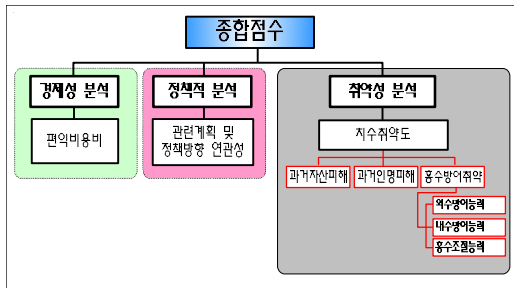 종합점수
경제성 분석
정책적 분석
취약성 분석
편익비용비
관련계획 및
정책방향 연관성
치수취약도
과거자산피해
과거인명피해
홍수방어취약
외수방어능력
내수방어능력
홍수조절능력